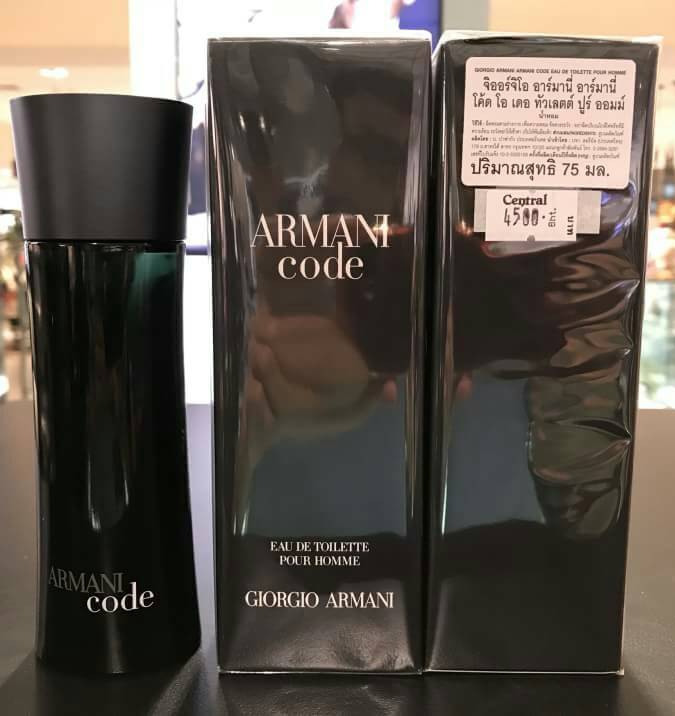 ARMANI
code
ARMANI
code
EAU DE TOILETTE
POUR HOMME
GIORGIO ARMANI
GIORGIO ARMANI ARMANI CODE EAU DE TOILETTE POUR HOMME
จิออร์จิโอ อาร์มานี่ อาร์มานี่
โค้ด โอ เดอ ทัวเลตต์ ปูร์ ออมม์
น้ำหอม
ปริมาณสุทธิ 75 มล.
Central
4500.
บาท